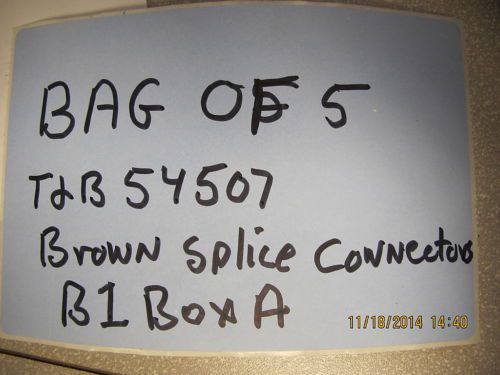 BAG OF 5
T&B 54507
Brown Splice Connectors
B1 Box A
11/18/2014 14:40